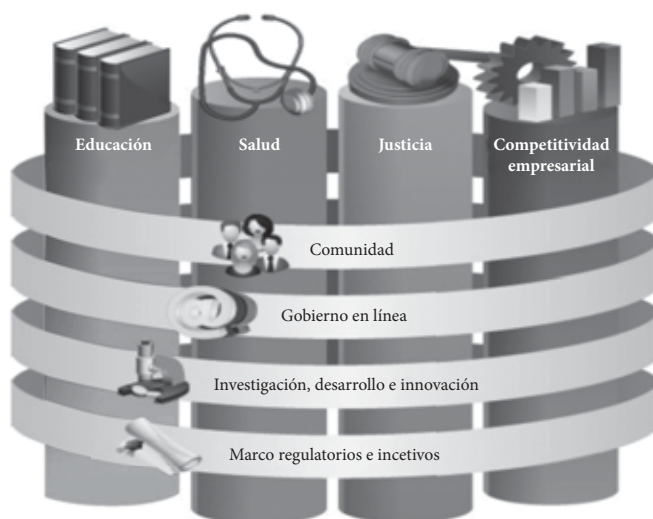 Educación
Salud
Justicia
Competitividad
empresarial
Comunidad
Gobierno en línea
Investigación, desarrollo e innovación
Marco regulatorios e incetivos